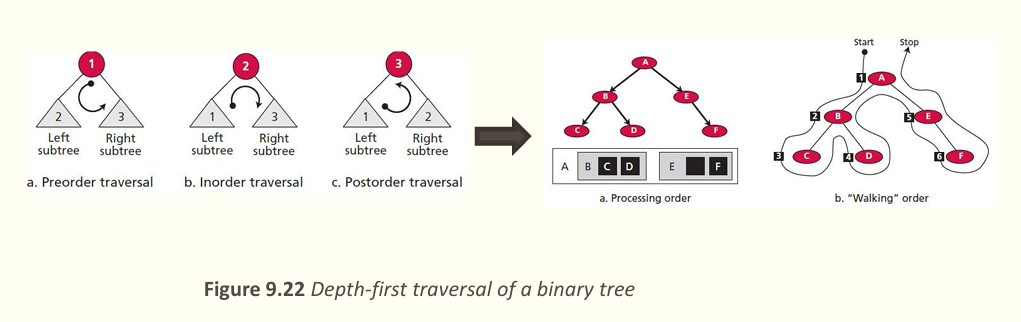 1
2
3
Left
subtree
Right
subtree
a. Preorder traversal
2
1
3
Left
subtree
Right
subtree
b. Inorder traversal
3
1
2
Left
subtree
Right
subtree
c. Postorder traversal
A
B
E
C
D
F
A B C D E F
a. Processing order
Start
Stop
1
A
2
B
5
E
3
C
4
D
6
F
b. "Walking" order
Figure 9.22 Depth-first traversal of a binary tree